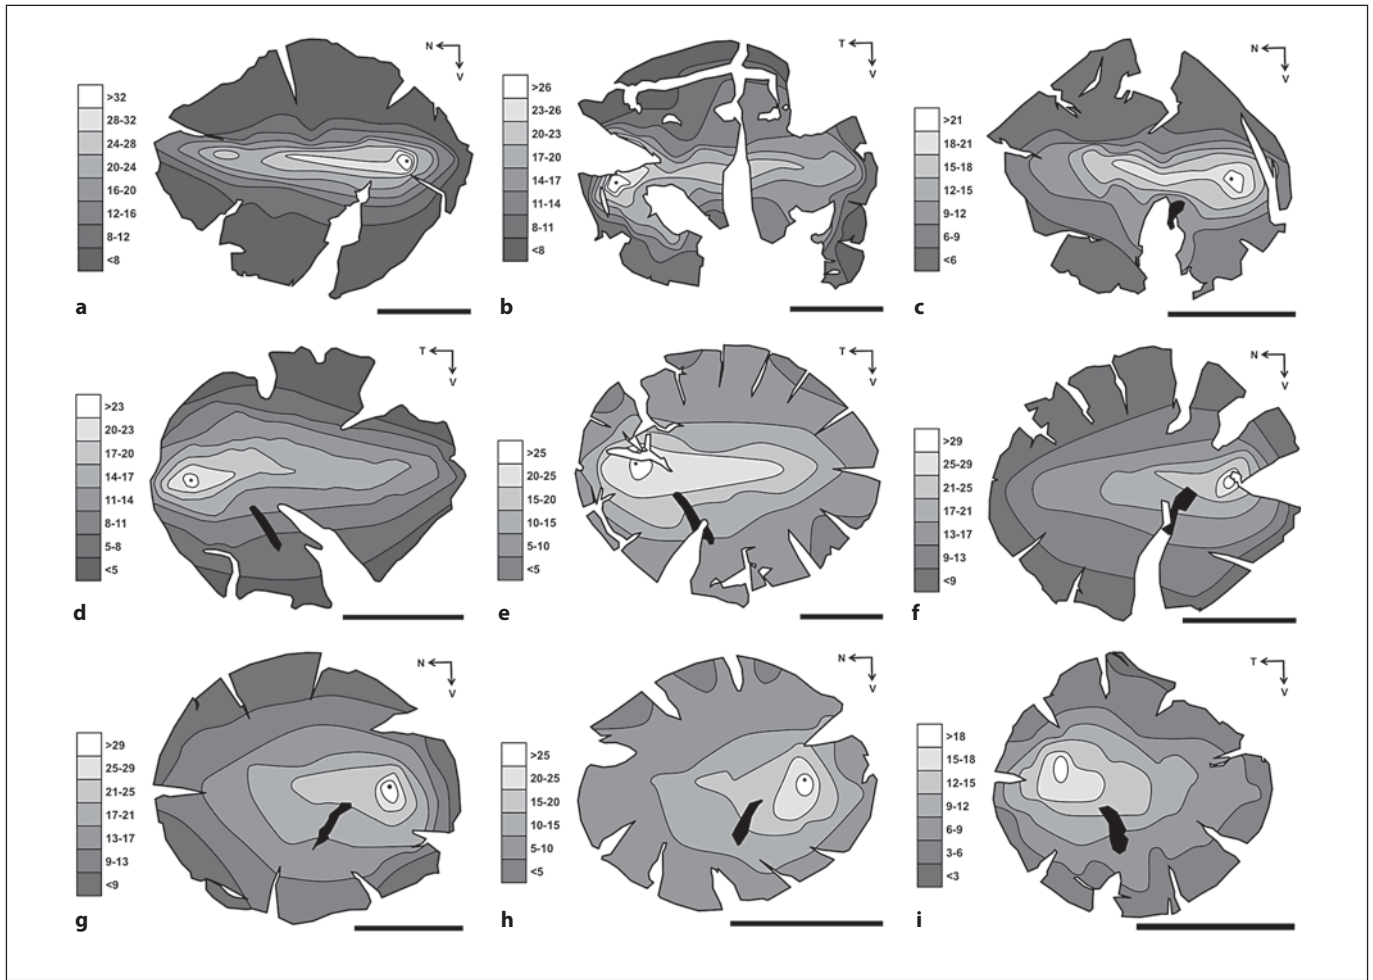 N
V
>32
28-32
24-28
20-24
16-20
12-16
8-12
<8
a
T
V
>26
23-26
20-23
17-20
14-17
11-14
8-11
<8
b
N
V
>21
18-21
15-18
12-15
9-12
6-9
<6
c
T
V
>23
20-23
17-20
14-17
11-14
8-11
5-8
<5
d
T
V
>25
20-25
15-20
10-15
5-10
<5
e
N
V
>29
25-29
21-25
17-21
13-17
9-13
<9
f
N
V
>29
25-29
21-25
17-21
13-17
9-13
<9
g
N
V
>25
20-25
15-20
10-15
5-10
<5
h
T
V
>18
15-18
12-15
9-12
6-9
3-6
<3
i